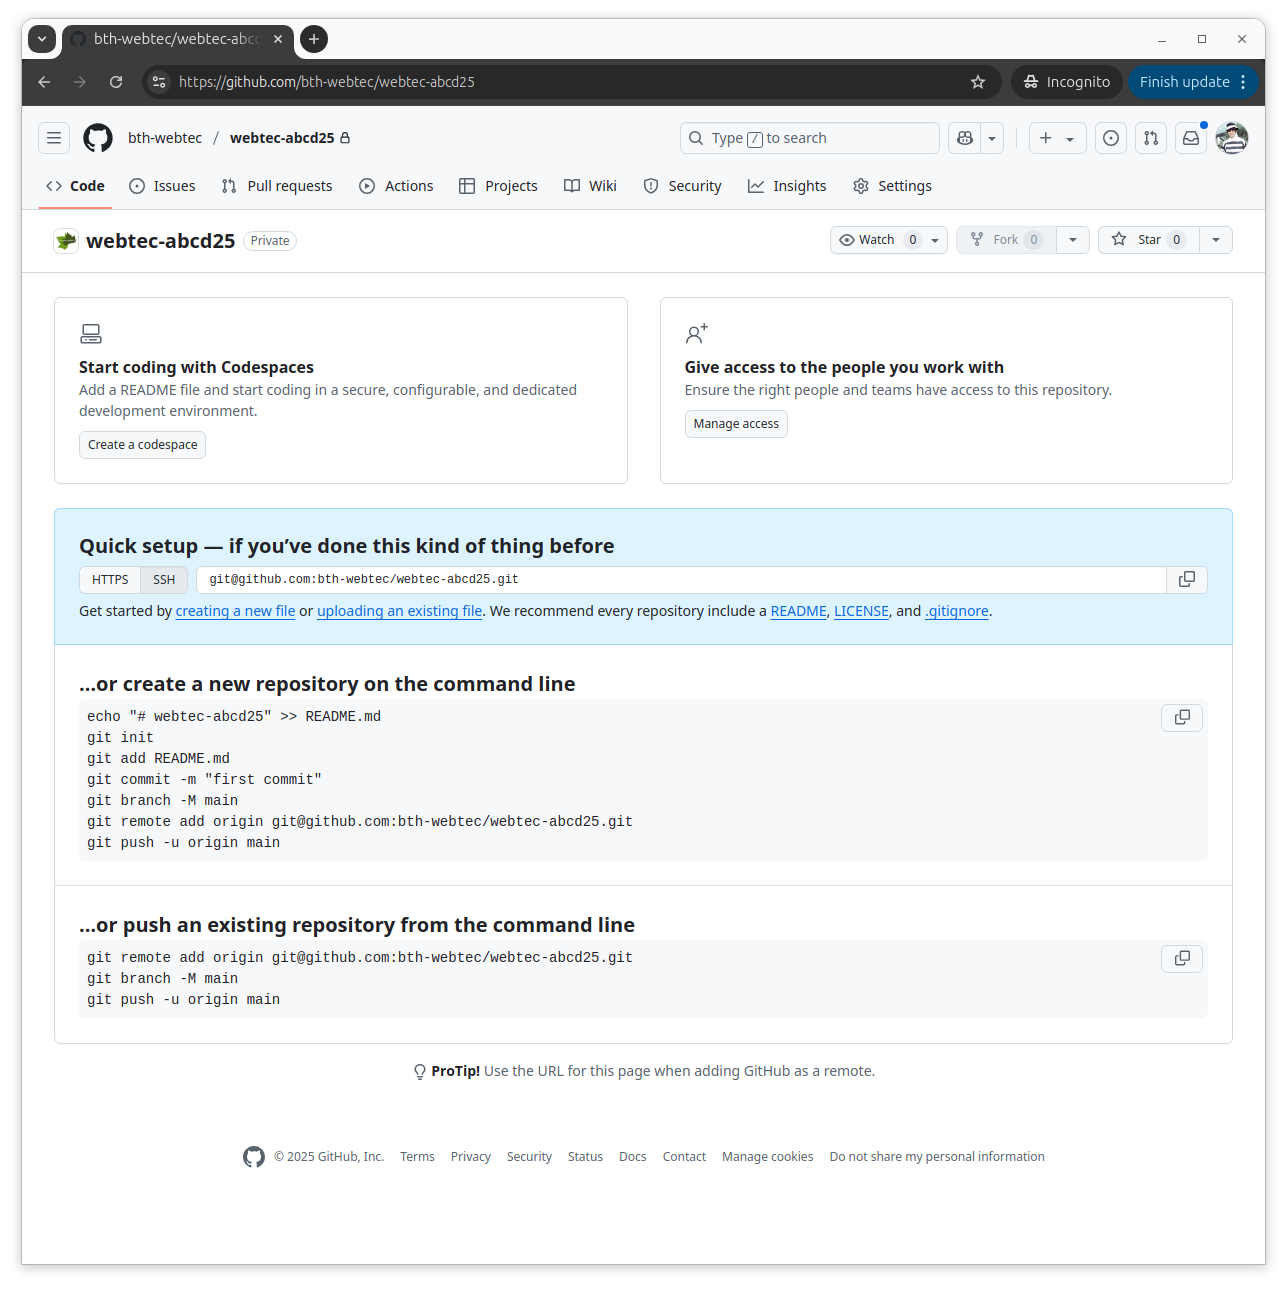 bth-webtec/webtec-abcd
https://github.com/bth-webtec/webtec-abcd25
Incognito
Finish update
bth-webtec / webtec-abcd25
Type / to search
Code
Issues
Pull requests
Actions
Projects
Wiki
Security
Insights
Settings
webtec-abcd25 Private
Watch 0
Fork 0
Star 0
Start coding with Codespaces
Add a README file and start coding in a secure, configurable, and dedicated
development environment.
Create a codespace
Give access to the people you work with
Ensure the right people and teams have access to this repository.
Manage access
Quick setup — if you’ve done this kind of thing before
HTTPS SSH git@github.com:bth-webtec/webtec-abcd25.git
Get started by creating a new file or uploading an existing file. We recommend every repository include a README, LICENSE, and .gitignore.
…or create a new repository on the command line
echo "# webtec-abcd25" >> README.md
git init
git add README.md
git commit -m "first commit"
git branch -M main
git remote add origin git@github.com:bth-webtec/webtec-abcd25.git
git push -u origin main
…or push an existing repository from the command line
git remote add origin git@github.com:bth-webtec/webtec-abcd25.git
git branch -M main
git push -u origin main
ProTip! Use the URL for this page when adding GitHub as a remote.
© 2025 GitHub, Inc. Terms Privacy Security Status Docs Contact Manage cookies Do not share my personal information